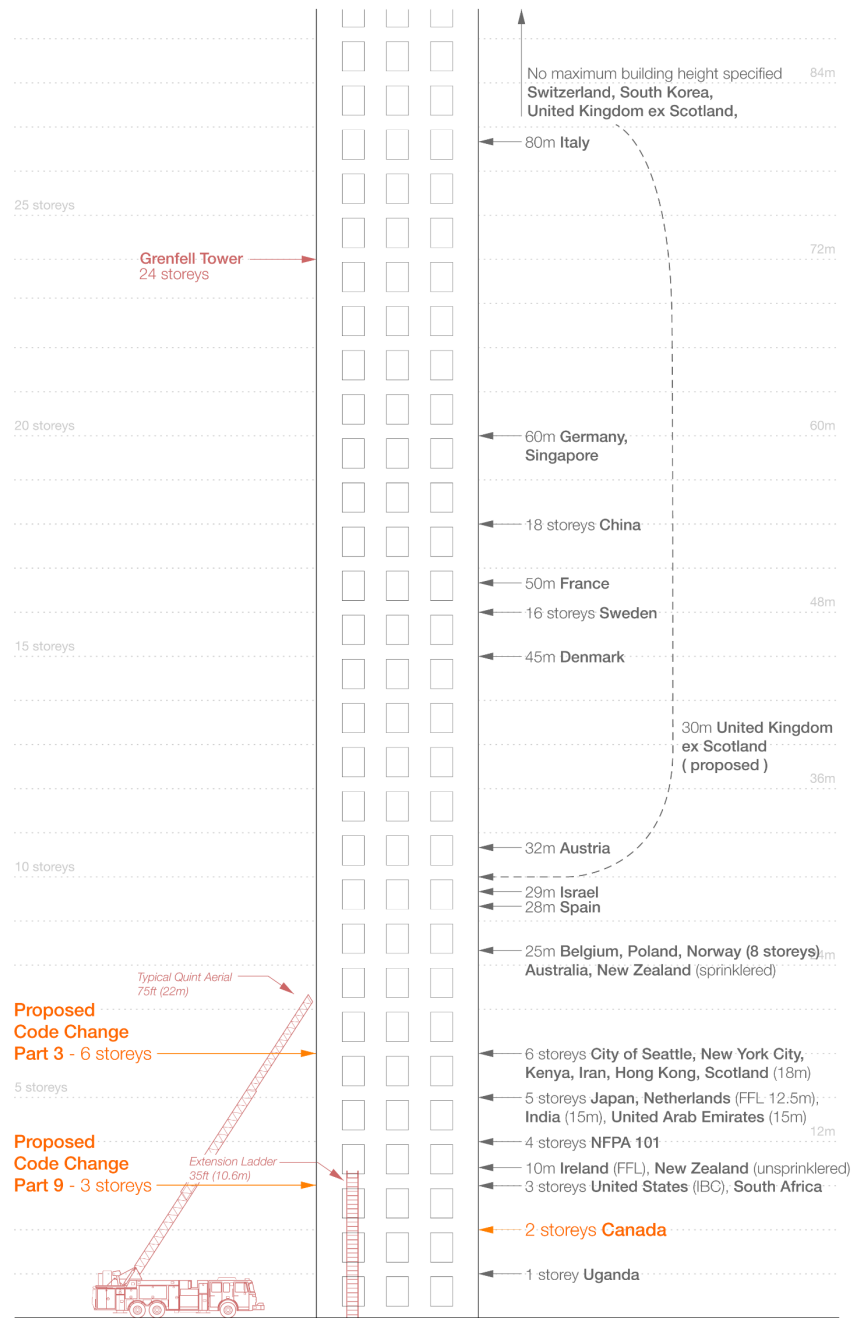 No maximum building height specified
Switzerland, South Korea,
United Kingdom ex Scotland,
84m
80m Italy
25 storeys
Grenfell Tower
24 storeys
72m
20 storeys
60m Germany,
Singapore
60m
18 storeys China
50m France
48m
16 storeys Sweden
15 storeys
45m Denmark
30m United Kingdom
ex Scotland
( proposed )
36m
32m Austria
10 storeys
29m Israel
28m Spain
25m Belgium, Poland, Norway (8 storeys)
Australia, New Zealand (sprinklered)
Typical Quint Aerial
75ft (22m)
Proposed
Code Change
Part 3 - 6 storeys
6 storeys City of Seattle, New York City,
Kenya, Iran, Hong Kong, Scotland (18m)
5 storeys
5 storeys Japan, Netherlands (FFL 12.5m),
India (15m), United Arab Emirates (15m)
12m
4 storeys NFPA 101
Proposed
Code Change
Part 9 - 3 storeys
Extension Ladder
35ft (10.6m)
10m Ireland (FFL), New Zealand (unsprinklered)
3 storeys United States (IBC), South Africa
2 storeys Canada
1 storey Uganda